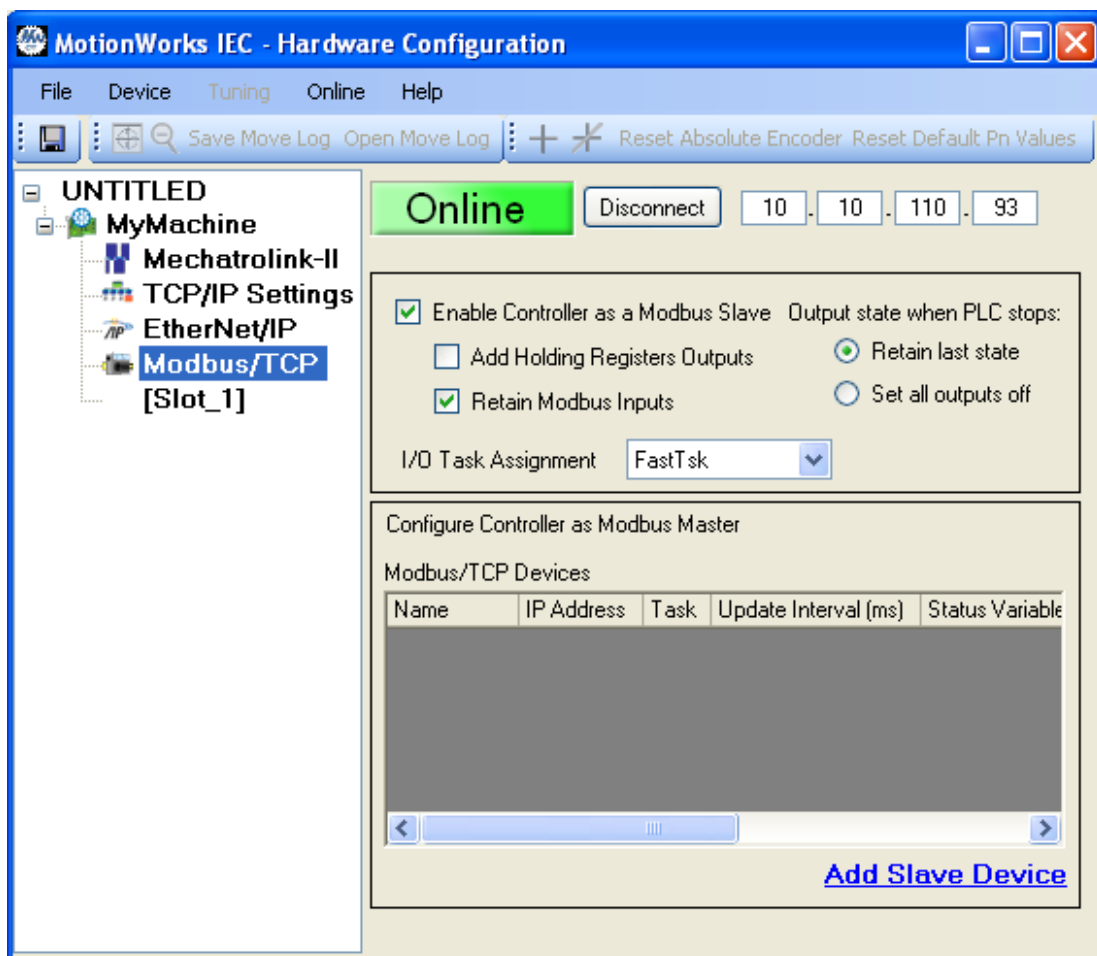 MotionWorks IEC - Hardware Configuration
File Device Tuning Online Help
Save Move Log Open Move Log Reset Absolute Encoder Reset Default Pn Values
UNTITLED
MyMachine
Mechatrolink-II
TCP/IP Settings
EtherNet/IP
Modbus/TCP
[Slot_1]
Online Disconnect 10 . 10 . 110 . 93
Enable Controller as a Modbus Slave Output state when PLC stops:
Add Holding Registers Outputs Retain last state
Retain Modbus Inputs Set all outputs off
I/O Task Assignment FastTsk
Configure Controller as Modbus Master
Modbus/TCP Devices
Name IP Address Task Update Interval (ms) Status Variable
Add Slave Device